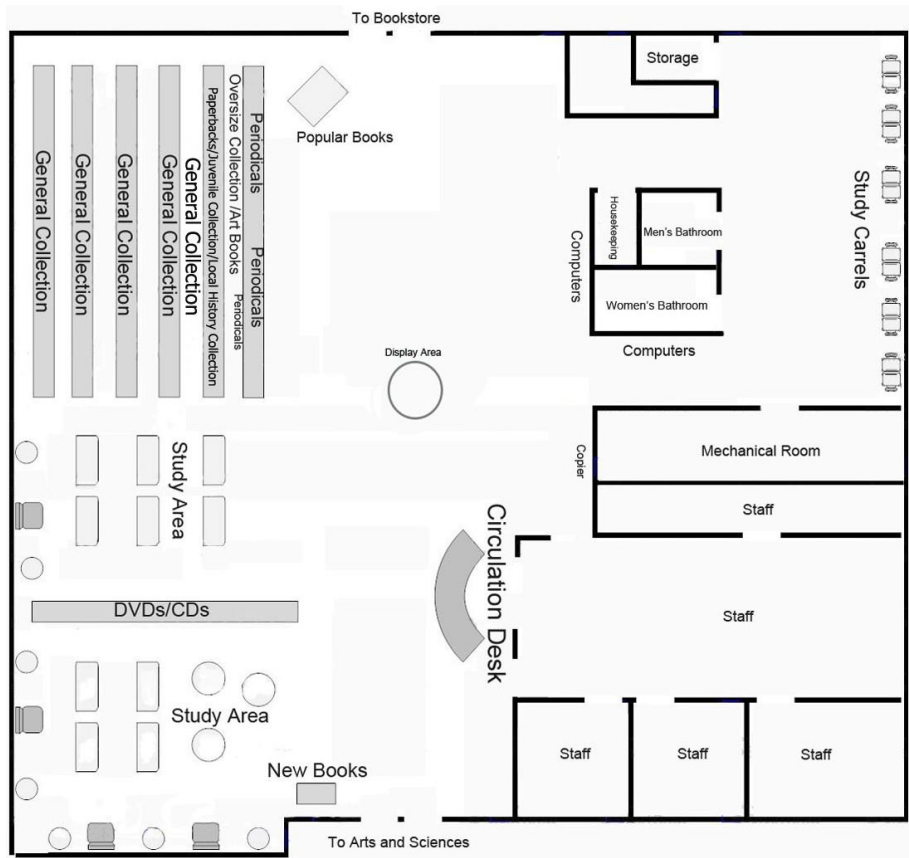 To Bookstore
Storage
Popular Books
General Collection
General Collection
General Collection
General Collection
General Collection
Paperbacks/Juvenile Collection/Local History Collection
Oversize Collection /Art Books
Periodicals
Periodicals
Periodicals
Housekeeping
Men's Bathroom
Women's Bathroom
Computers
Computers
Study Carrels
Display Area
Study Area
Copier
Mechanical Room
Staff
Circulation Desk
DVDs/CDs
Staff
Study Area
New Books
Staff
Staff
Staff
To Arts and Sciences